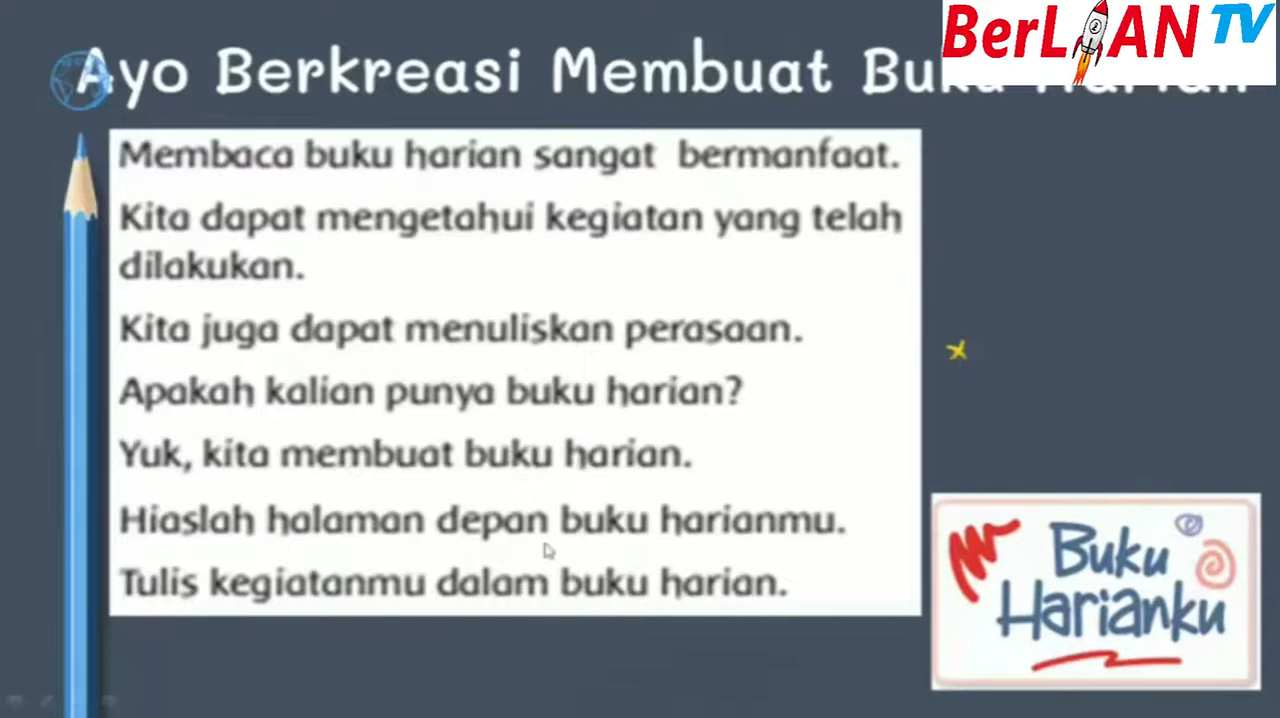 BerLIAN TV
Ayo Berkreasi Membuat Buku Harian
Membaca buku harian sangat bermanfaat.
Kita dapat mengetahui kegiatan yang telah
dilakukan.
Kita juga dapat menuliskan perasaan.
Apakah kalian punya buku harian?
Yuk, kita membuat buku harian.
Hiaslah halaman depan buku harianmu.
Tulis kegiatanmu dalam buku harian.
Buku
Harianku